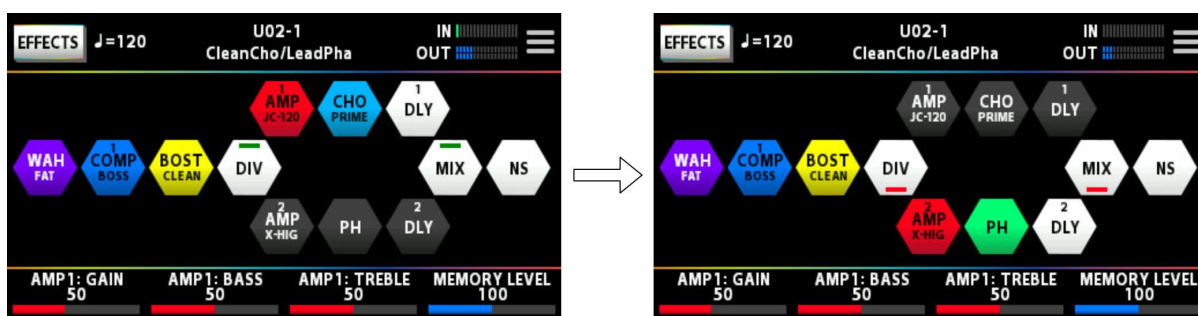 EFFECTS ♩=120 U02-1 IN
CleanCho/LeadPha OUT
1 AMP JC-120
CHO PRIME
1 DLY
WAH FAT
1 COMP BOSS
BOST CLEAN
DIV
MIX
NS
2 AMP X-HIG
PH
2 DLY
AMP1: GAIN AMP1: BASS AMP1: TREBLE MEMORY LEVEL
50 50 50 100
EFFECTS ♩=120 U02-1 IN
CleanCho/LeadPha OUT
1 AMP JC-120
CHO PRIME
1 DLY
WAH FAT
1 COMP BOSS
BOST CLEAN
DIV
MIX
NS
2 AMP X-HIG
PH
2 DLY
AMP1: GAIN AMP1: BASS AMP1: TREBLE MEMORY LEVEL
50 50 50 100